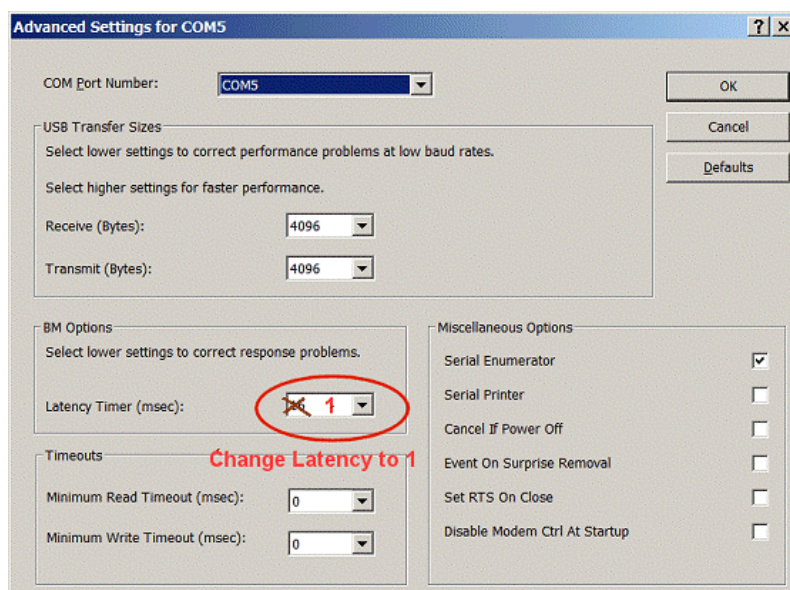 Advanced Settings for COM5
? X
COM Port Number: COM5
OK
USB Transfer Sizes
Cancel
Select lower settings to correct performance problems at low baud rates.
Defaults
Select higher settings for faster performance.
Receive (Bytes): 4096
Transmit (Bytes): 4096
BM Options
Miscellaneous Options
Select lower settings to correct response problems.
Serial Enumerator
Serial Printer
Latency Timer (msec): 1
Cancel If Power Off
Timeouts
Change Latency to 1
Event On Surprise Removal
Minimum Read Timeout (msec): 0
Set RTS On Close
Disable Modem Ctrl At Startup
Minimum Write Timeout (msec): 0